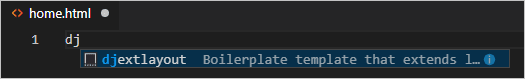 home.html
1 dj
djextlayout Boilerplate template that extends l...